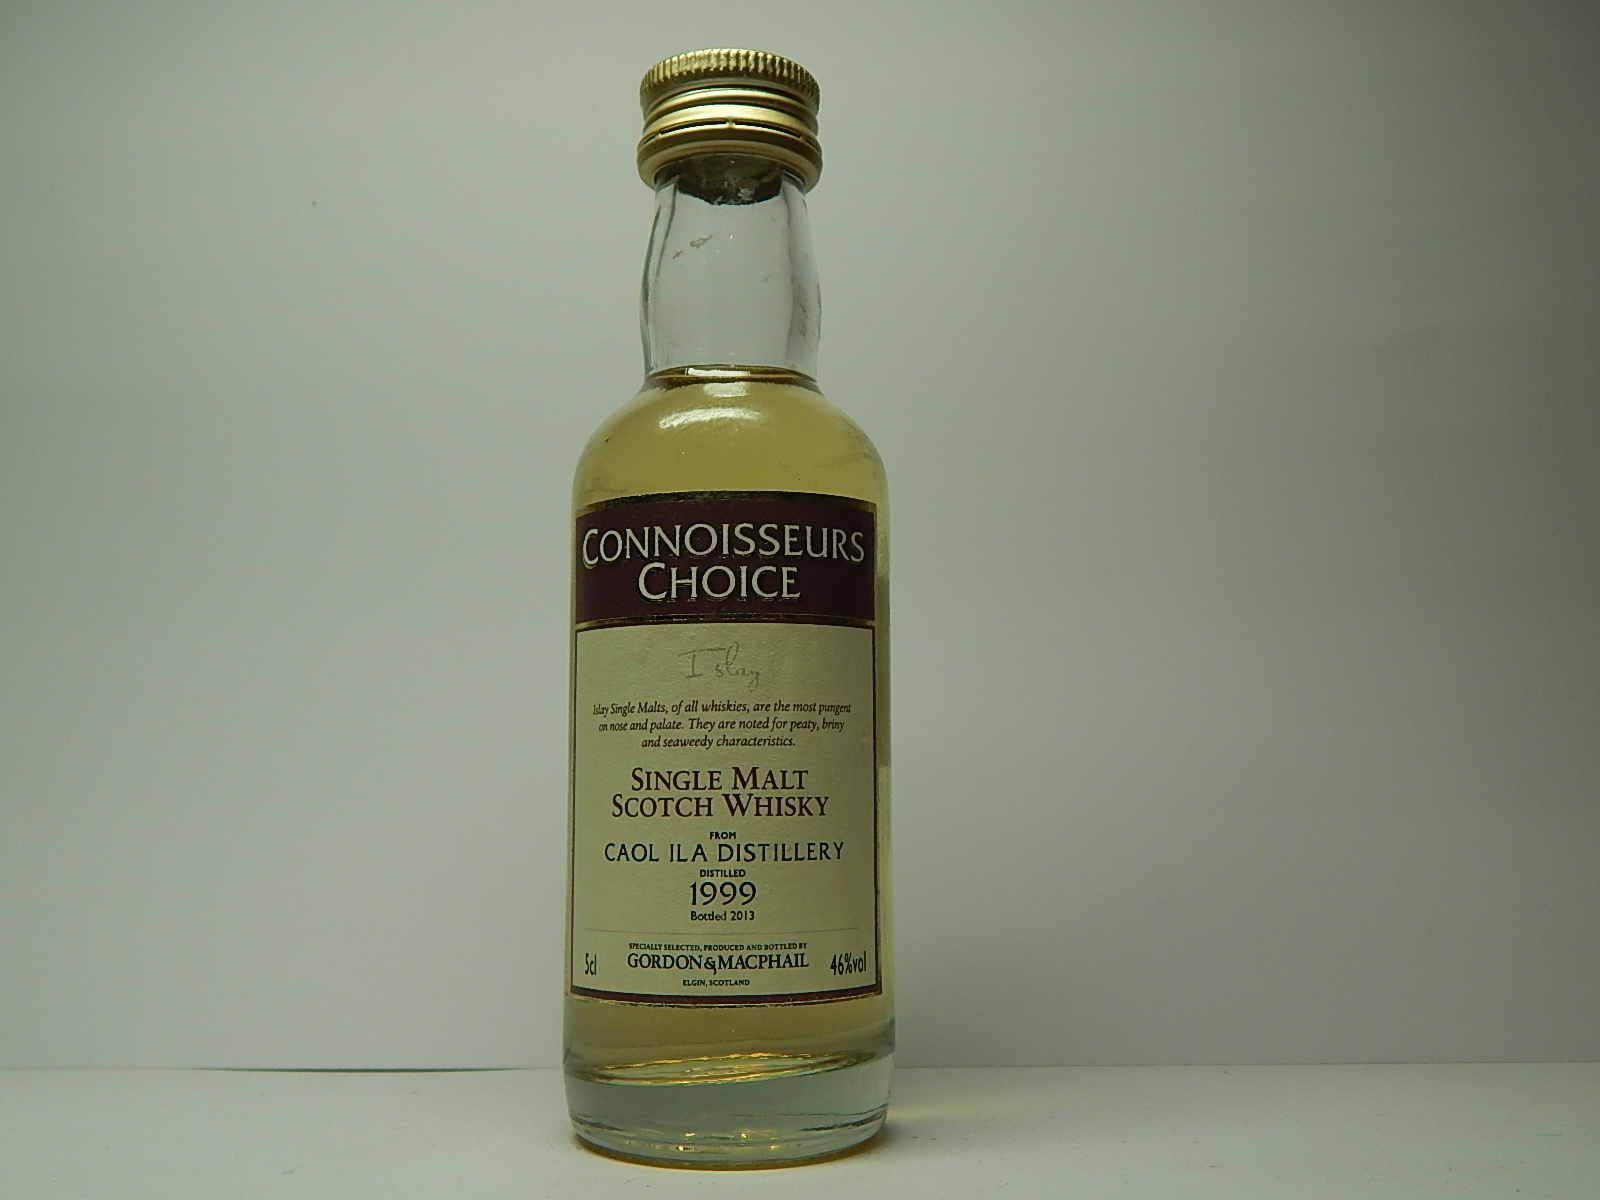 CONNOISSEURS
CHOICE
Islay
Islay Single Malts, of all whiskies, are the most pungent
on nose and palate. They are noted for peaty, briny
and seaweedy characteristics.
SINGLE MALT
SCOTCH WHISKY
FROM
CAOL ILA DISTILLERY
DISTILLED
1999
Bottled 2013
SPECIALLY SELECTED, PRODUCED AND BOTTLED BY
5cl GORDON & MACPHAIL 46%vol
ELGIN, SCOTLAND